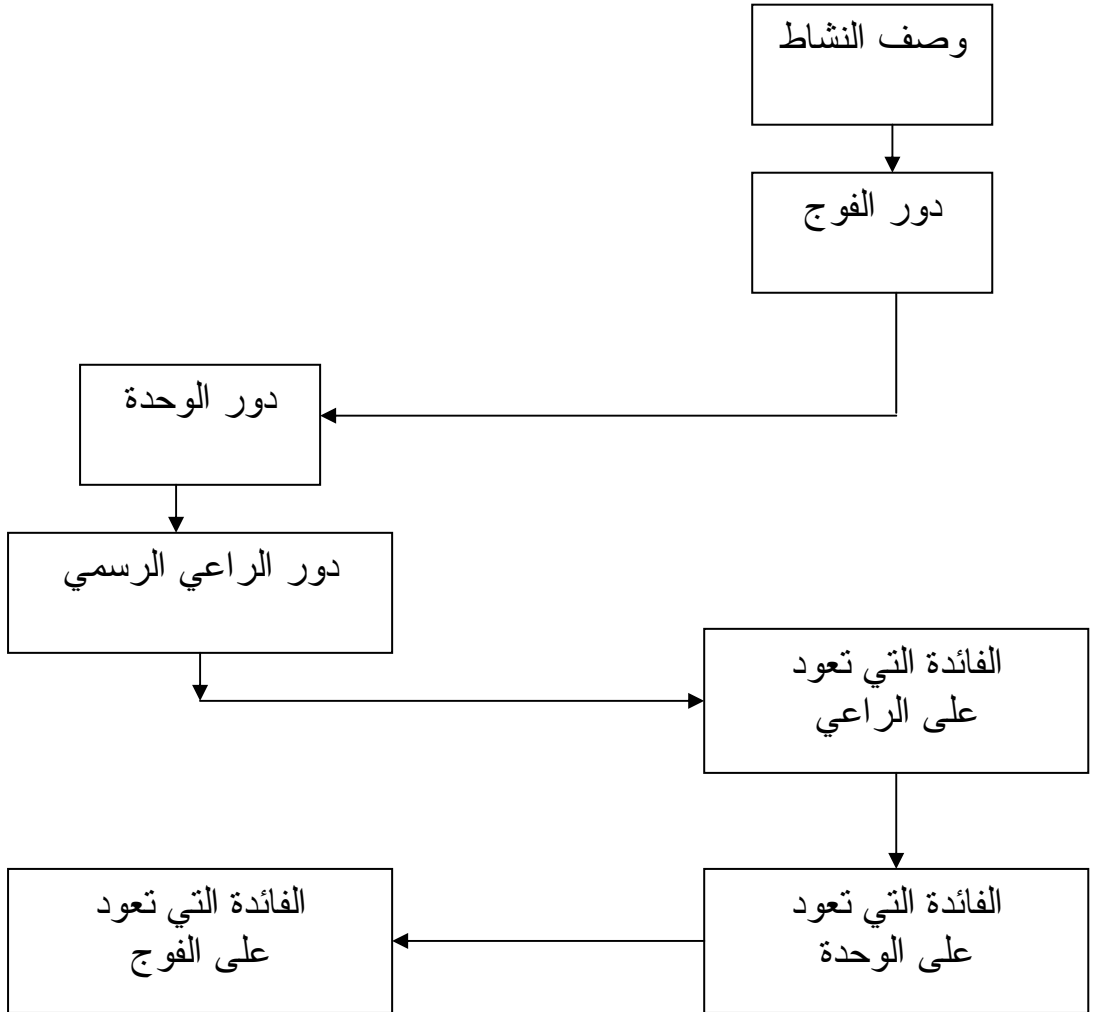 وصف النشاط
دور الفوج
دور الوحدة
دور الراعي الرسمي
الفائدة التي تعود
على الراعي
الفائدة التي تعود
على الوحدة
الفائدة التي تعود
على الفوج